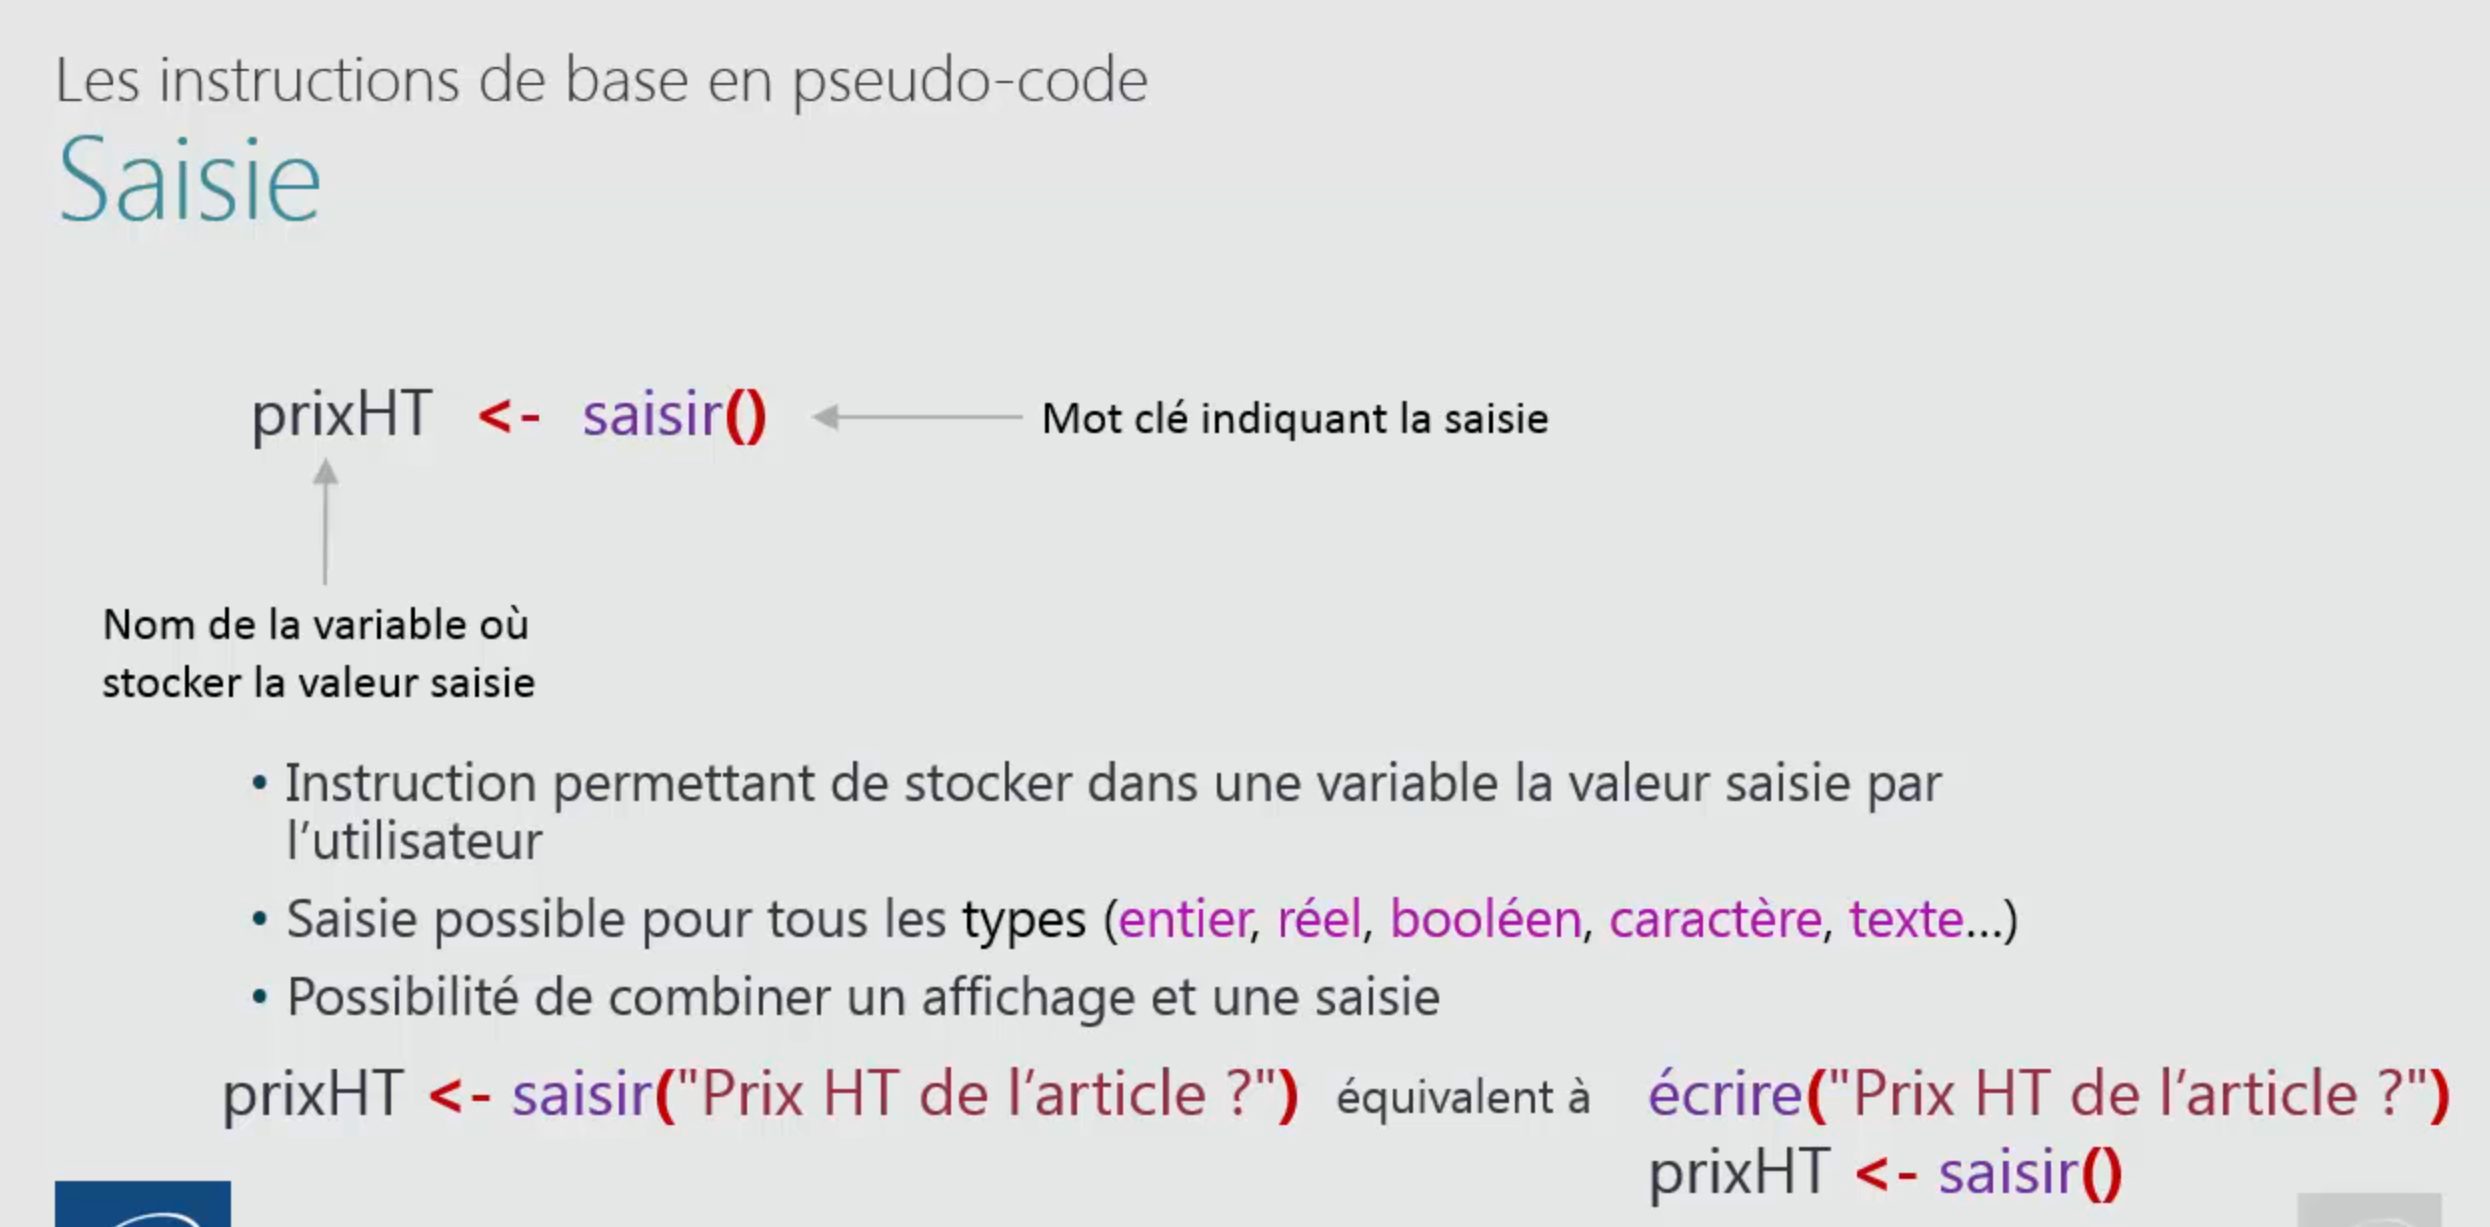 Les instructions de base en pseudo-code
Saisie
prixHT <- saisir()
Mot clé indiquant la saisie
Nom de la variable où
stocker la valeur saisie
• Instruction permettant de stocker dans une variable la valeur saisie par
l’utilisateur
• Saisie possible pour tous les types (entier, réel, booléen, caractère, texte...)
• Possibilité de combiner un affichage et une saisie
prixHT <- saisir("Prix HT de l’article ?")
équivalent à
écrire("Prix HT de l’article ?")
prixHT <- saisir()